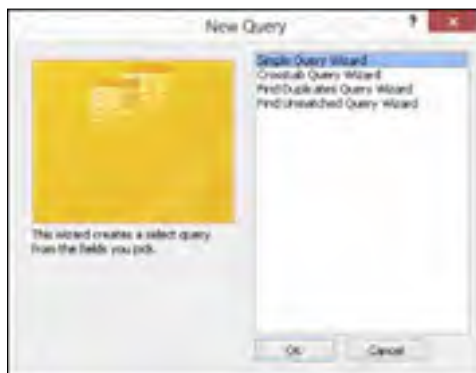 New Query
?
Simple Query Wizard
Crosstab Query Wizard
Find Duplicates Query Wizard
Find Unmatched Query Wizard
This wizard creates a select query
from the fields you pick.
OK
Cancel